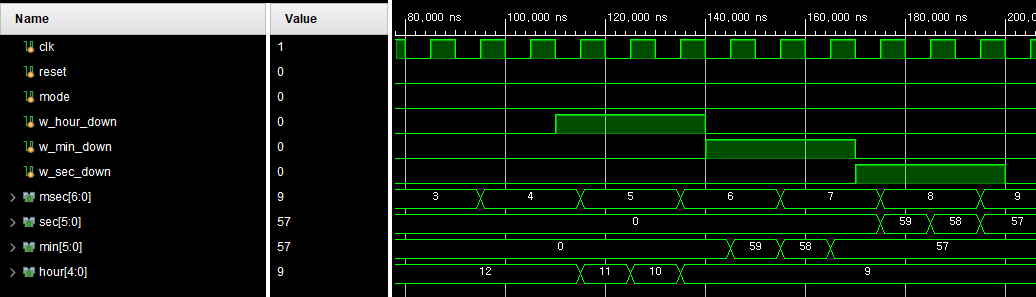 Name Value 80,000 ns 100,000 ns 120,000 ns 140,000 ns 160,000 ns 180,000 ns 200,0
clk 1
reset 0
mode 0
w_hour_down 0
w_min_down 0
w_sec_down 0
msec[6:0] 9 3 4 5 6 7 8 9
sec[5:0] 57 0 59 58 57
min[5:0] 57 0 59 58 57
hour[4:0] 9 12 11 10 9